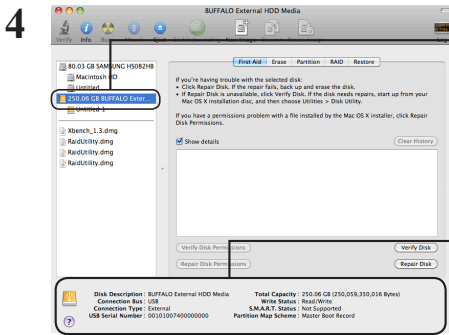 4
BUFFALO External HDD Media
Verify Info Eject
80.03 GB SAMSUNG HS082HB
Macintosh HD
Untitled
250.06 GB BUFFALO Exter...
Untitled 1
Xbench_1.3.dmg
RaidUtility.dmg
RaidUtility.dmg
RaidUtility.dmg
First Aid Erase Partition RAID Restore
If you're having trouble with the selected disk:
• Click Repair Disk. If the repair fails, back up and erase the disk.
• If Repair Disk is unavailable, click Verify Disk. If the disk needs repairs, start up from your
Mac OS X installation disc, and then choose Utilities > Disk Utility.
If you have a permissions problem with a file installed by the Mac OS X installer, click Repair
Disk Permissions.
Show details
Clear History
Verify Disk Permissions
Verify Disk
Repair Disk Permissions
Repair Disk
Disk Description : BUFFALO External HDD Media
Connection Bus : USB
Connection Type : External
USB Serial Number : 00101007400000000
Total Capacity : 250.06 GB (250,059,350,016 Bytes)
Write Status : Read/Write
S.M.A.R.T. Status : Not Supported
Partition Map Scheme : Master Boot Record
?